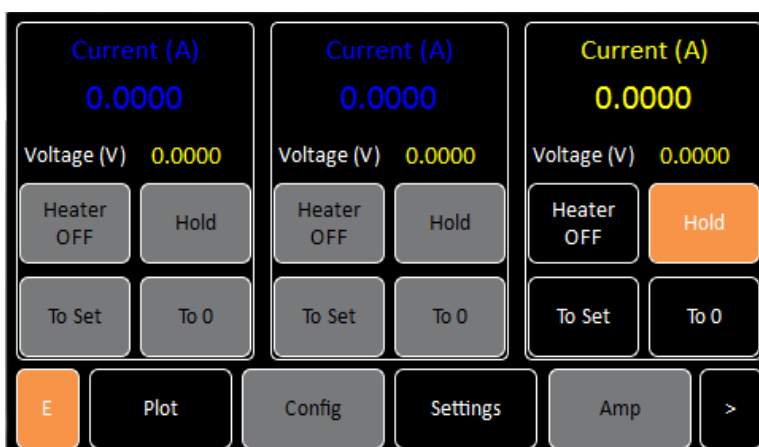 Current (A) Current (A) Current (A)
0.0000 0.0000 0.0000
Voltage (V) 0.0000 Voltage (V) 0.0000 Voltage (V) 0.0000
Heater OFF Hold Heater OFF Hold Heater OFF Hold
To Set To 0 To Set To 0 To Set To 0
E Plot Config Settings Amp >